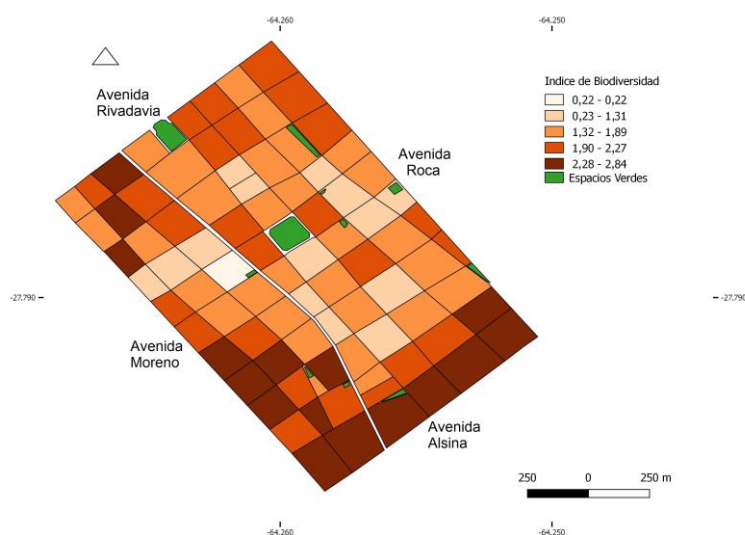 -64.260
-64.250
Avenida
Rivadavia
Indice de Biodiversidad
0,22 - 0,22
0,23 - 1,31
1,32 - 1,89
1,90 - 2,27
2,28 - 2,84
Espacios Verdes
Avenida
Roca
-27.790
-27.790
Avenida
Moreno
Avenida
Alsina
250
0
250 m
-64.260
-64.250